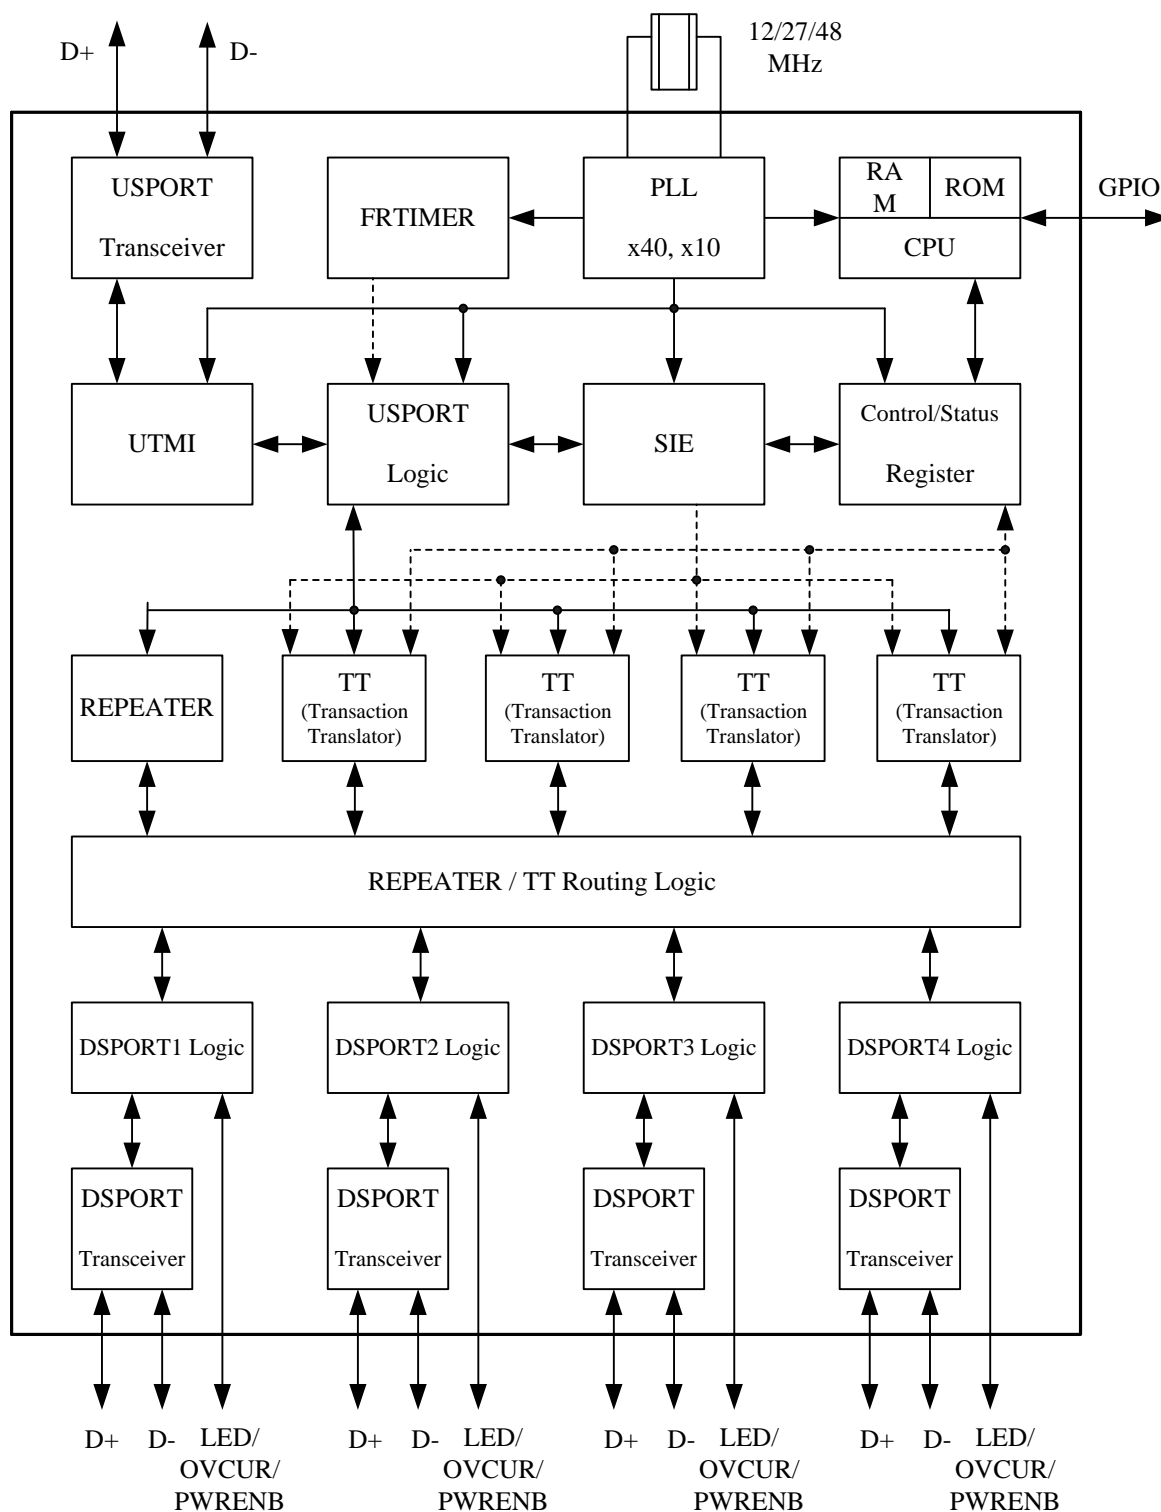 D+
D-
12/27/48
MHz
USPORT
Transceiver
FRTIMER
PLL
x40, x10
RA
M
ROM
CPU
GPIO
UTMI
USPORT
Logic
SIE
Control/Status
Register
REPEATER
TT
(Transaction
Translator)
TT
(Transaction
Translator)
TT
(Transaction
Translator)
TT
(Transaction
Translator)
REPEATER / TT Routing Logic
DSPORT1 Logic
DSPORT2 Logic
DSPORT3 Logic
DSPORT4 Logic
DSPORT
Transceiver
DSPORT
Transceiver
DSPORT
Transceiver
DSPORT
Transceiver
D+
D-
LED/
OVCUR/
PWRENB
D+
D-
LED/
OVCUR/
PWRENB
D+
D-
LED/
OVCUR/
PWRENB
D+
D-
LED/
OVCUR/
PWRENB